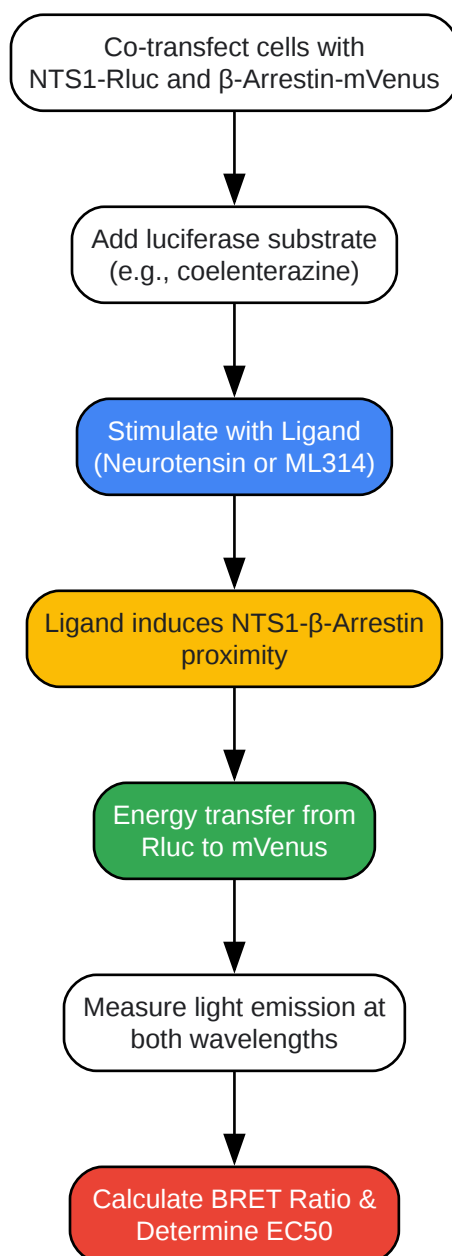 Co-transfect cells with
NTS1-Rluc and β-Arrestin-mVenus
Add luciferase substrate
(e.g., coelenterazine)
Stimulate with Ligand
(Neurotensin or ML314)
Ligand induces NTS1-β-Arrestin
proximity
Energy transfer from
Rluc to mVenus
Measure light emission at
both wavelengths
Calculate BRET Ratio &
Determine EC50